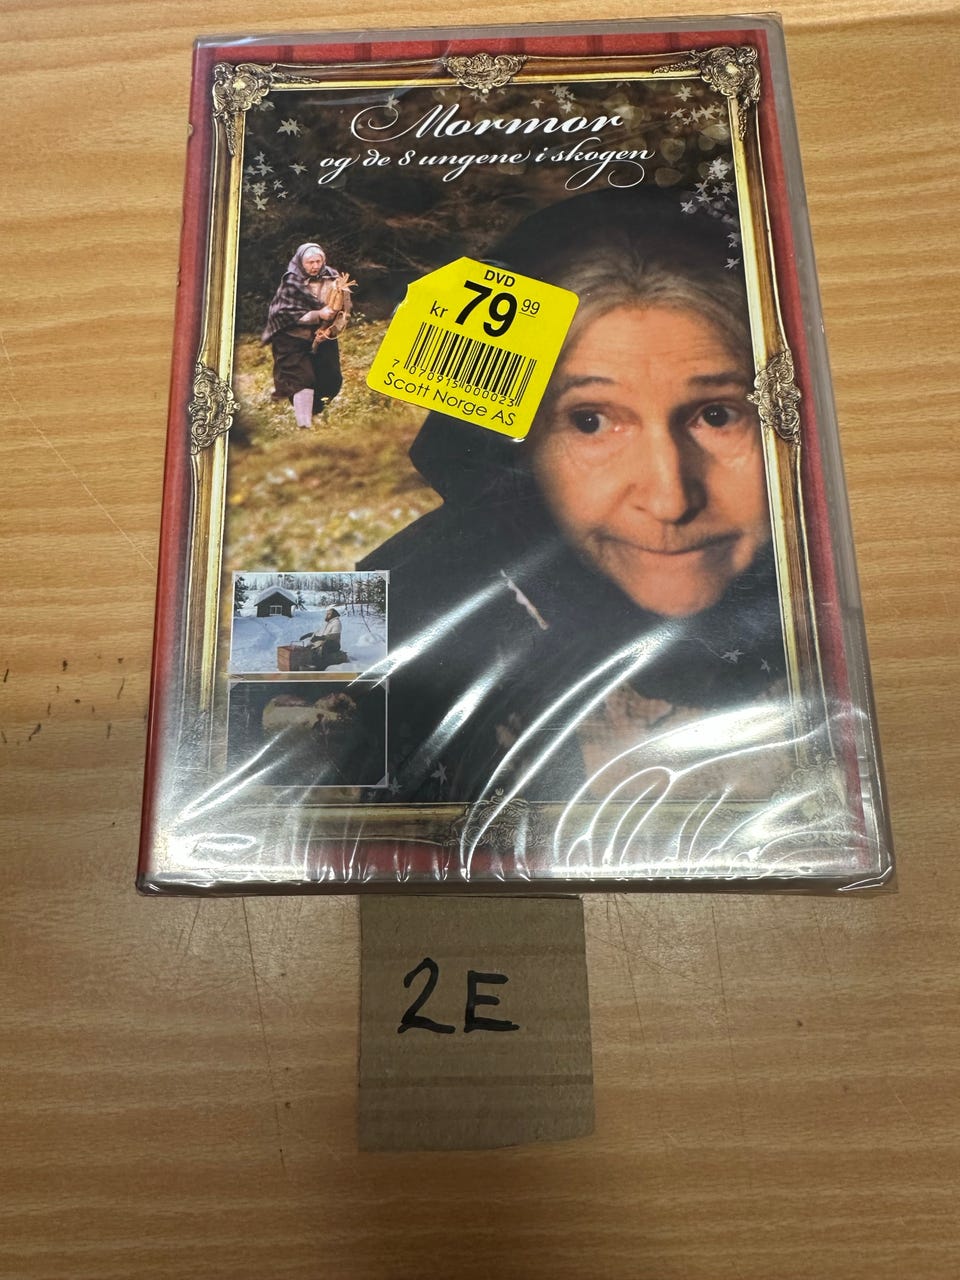 Mormor
og de 8 ungene i skogen
DVD
kr 79 99
7 070915 000023
Scott Norge AS
2E